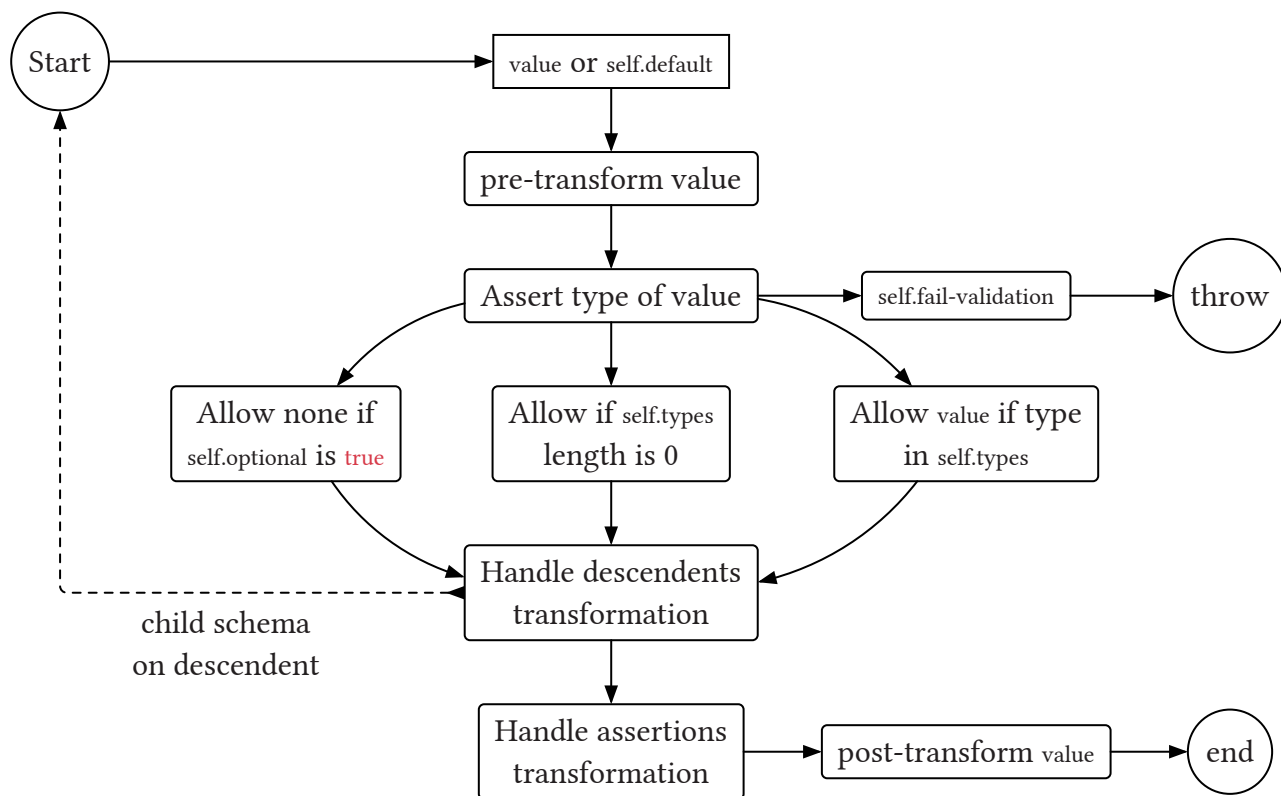 Start
value or self.default
pre-transform value
Assert type of value
self.fail-validation
throw
Allow none if
self.optional is true
Allow if self.types
length is 0
Allow value if type
in self.types
Handle descendents
transformation
child schema
on descendent
Handle assertions
transformation
post-transform value
end